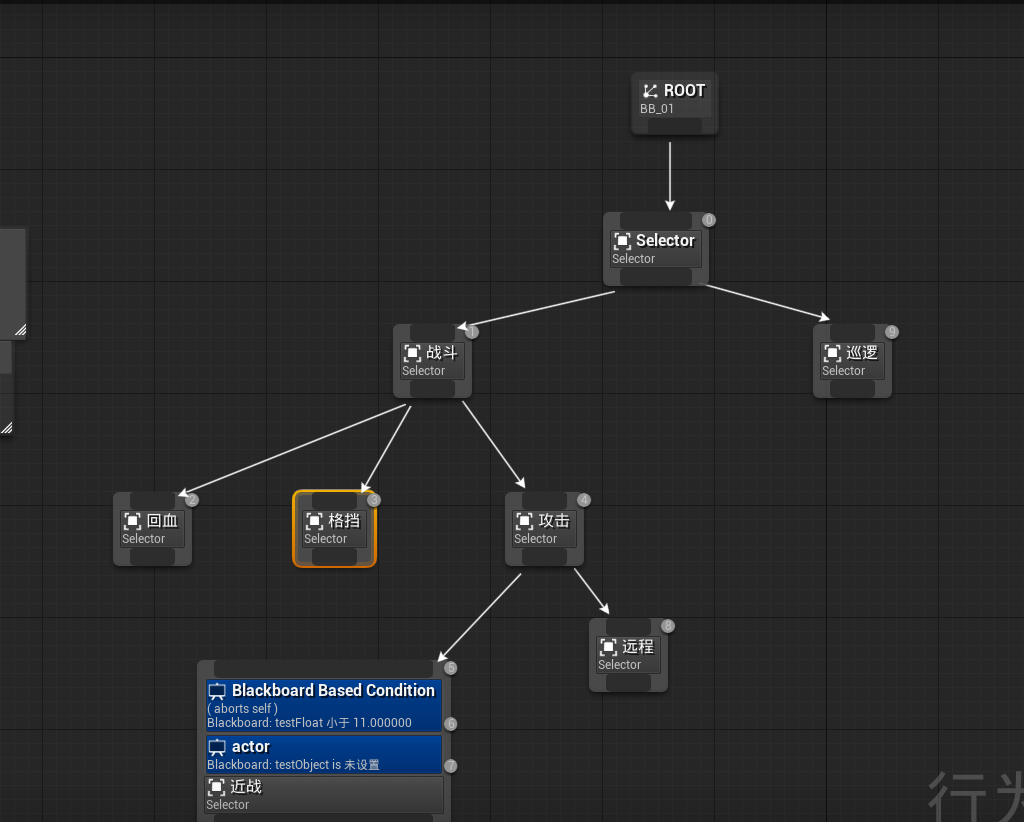 ROOT
BB_01
0
Selector
Selector
1
战斗
Selector
9
巡逻
Selector
2
回血
Selector
3
格挡
Selector
4
攻击
Selector
8
远程
Selector
5
Blackboard Based Condition
( aborts self )
Blackboard: testFloat 小于 11.000000
6
actor
Blackboard: testObject is 未设置
7
近战
Selector
行为